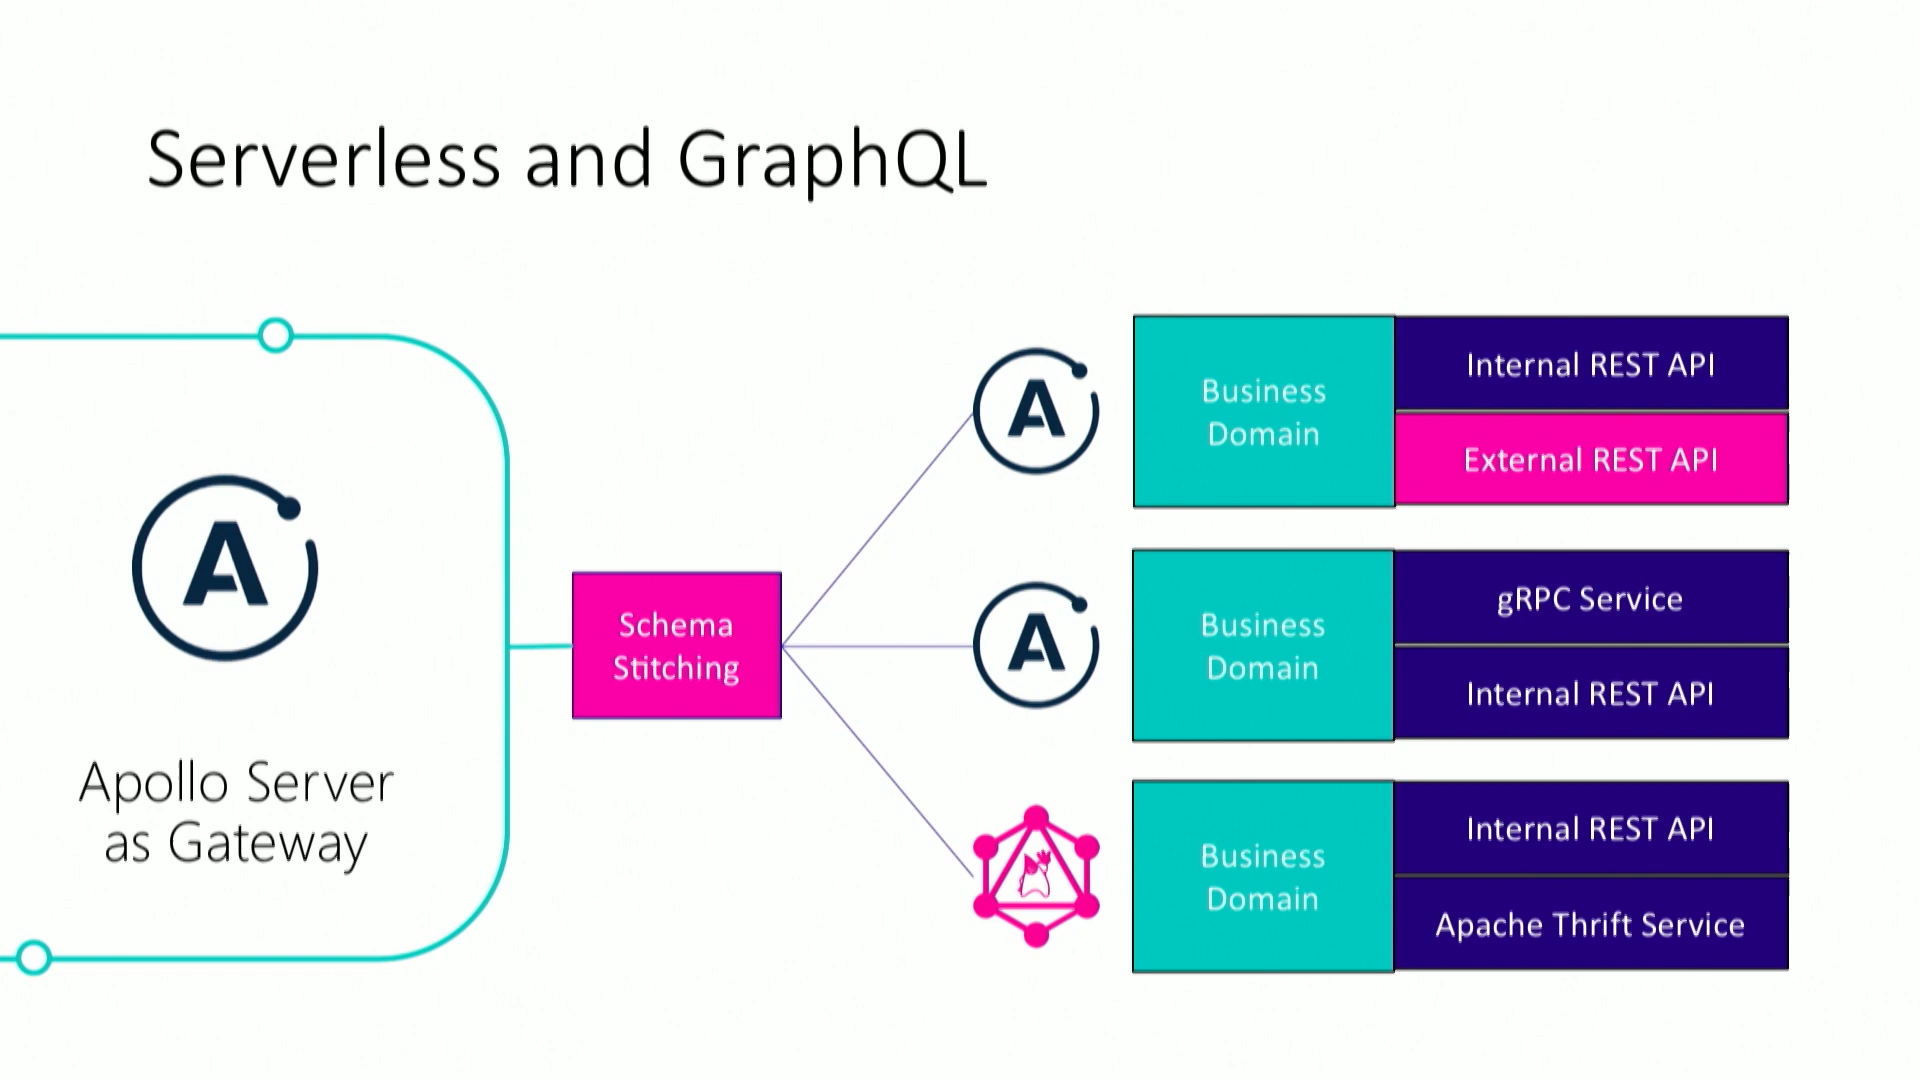 Serverless and GraphQL
A
Apollo Server
as Gateway
Schema
Stitching
A
Business
Domain
Internal REST API
External REST API
A
Business
Domain
gRPC Service
Internal REST API
Business
Domain
Internal REST API
Apache Thrift Service